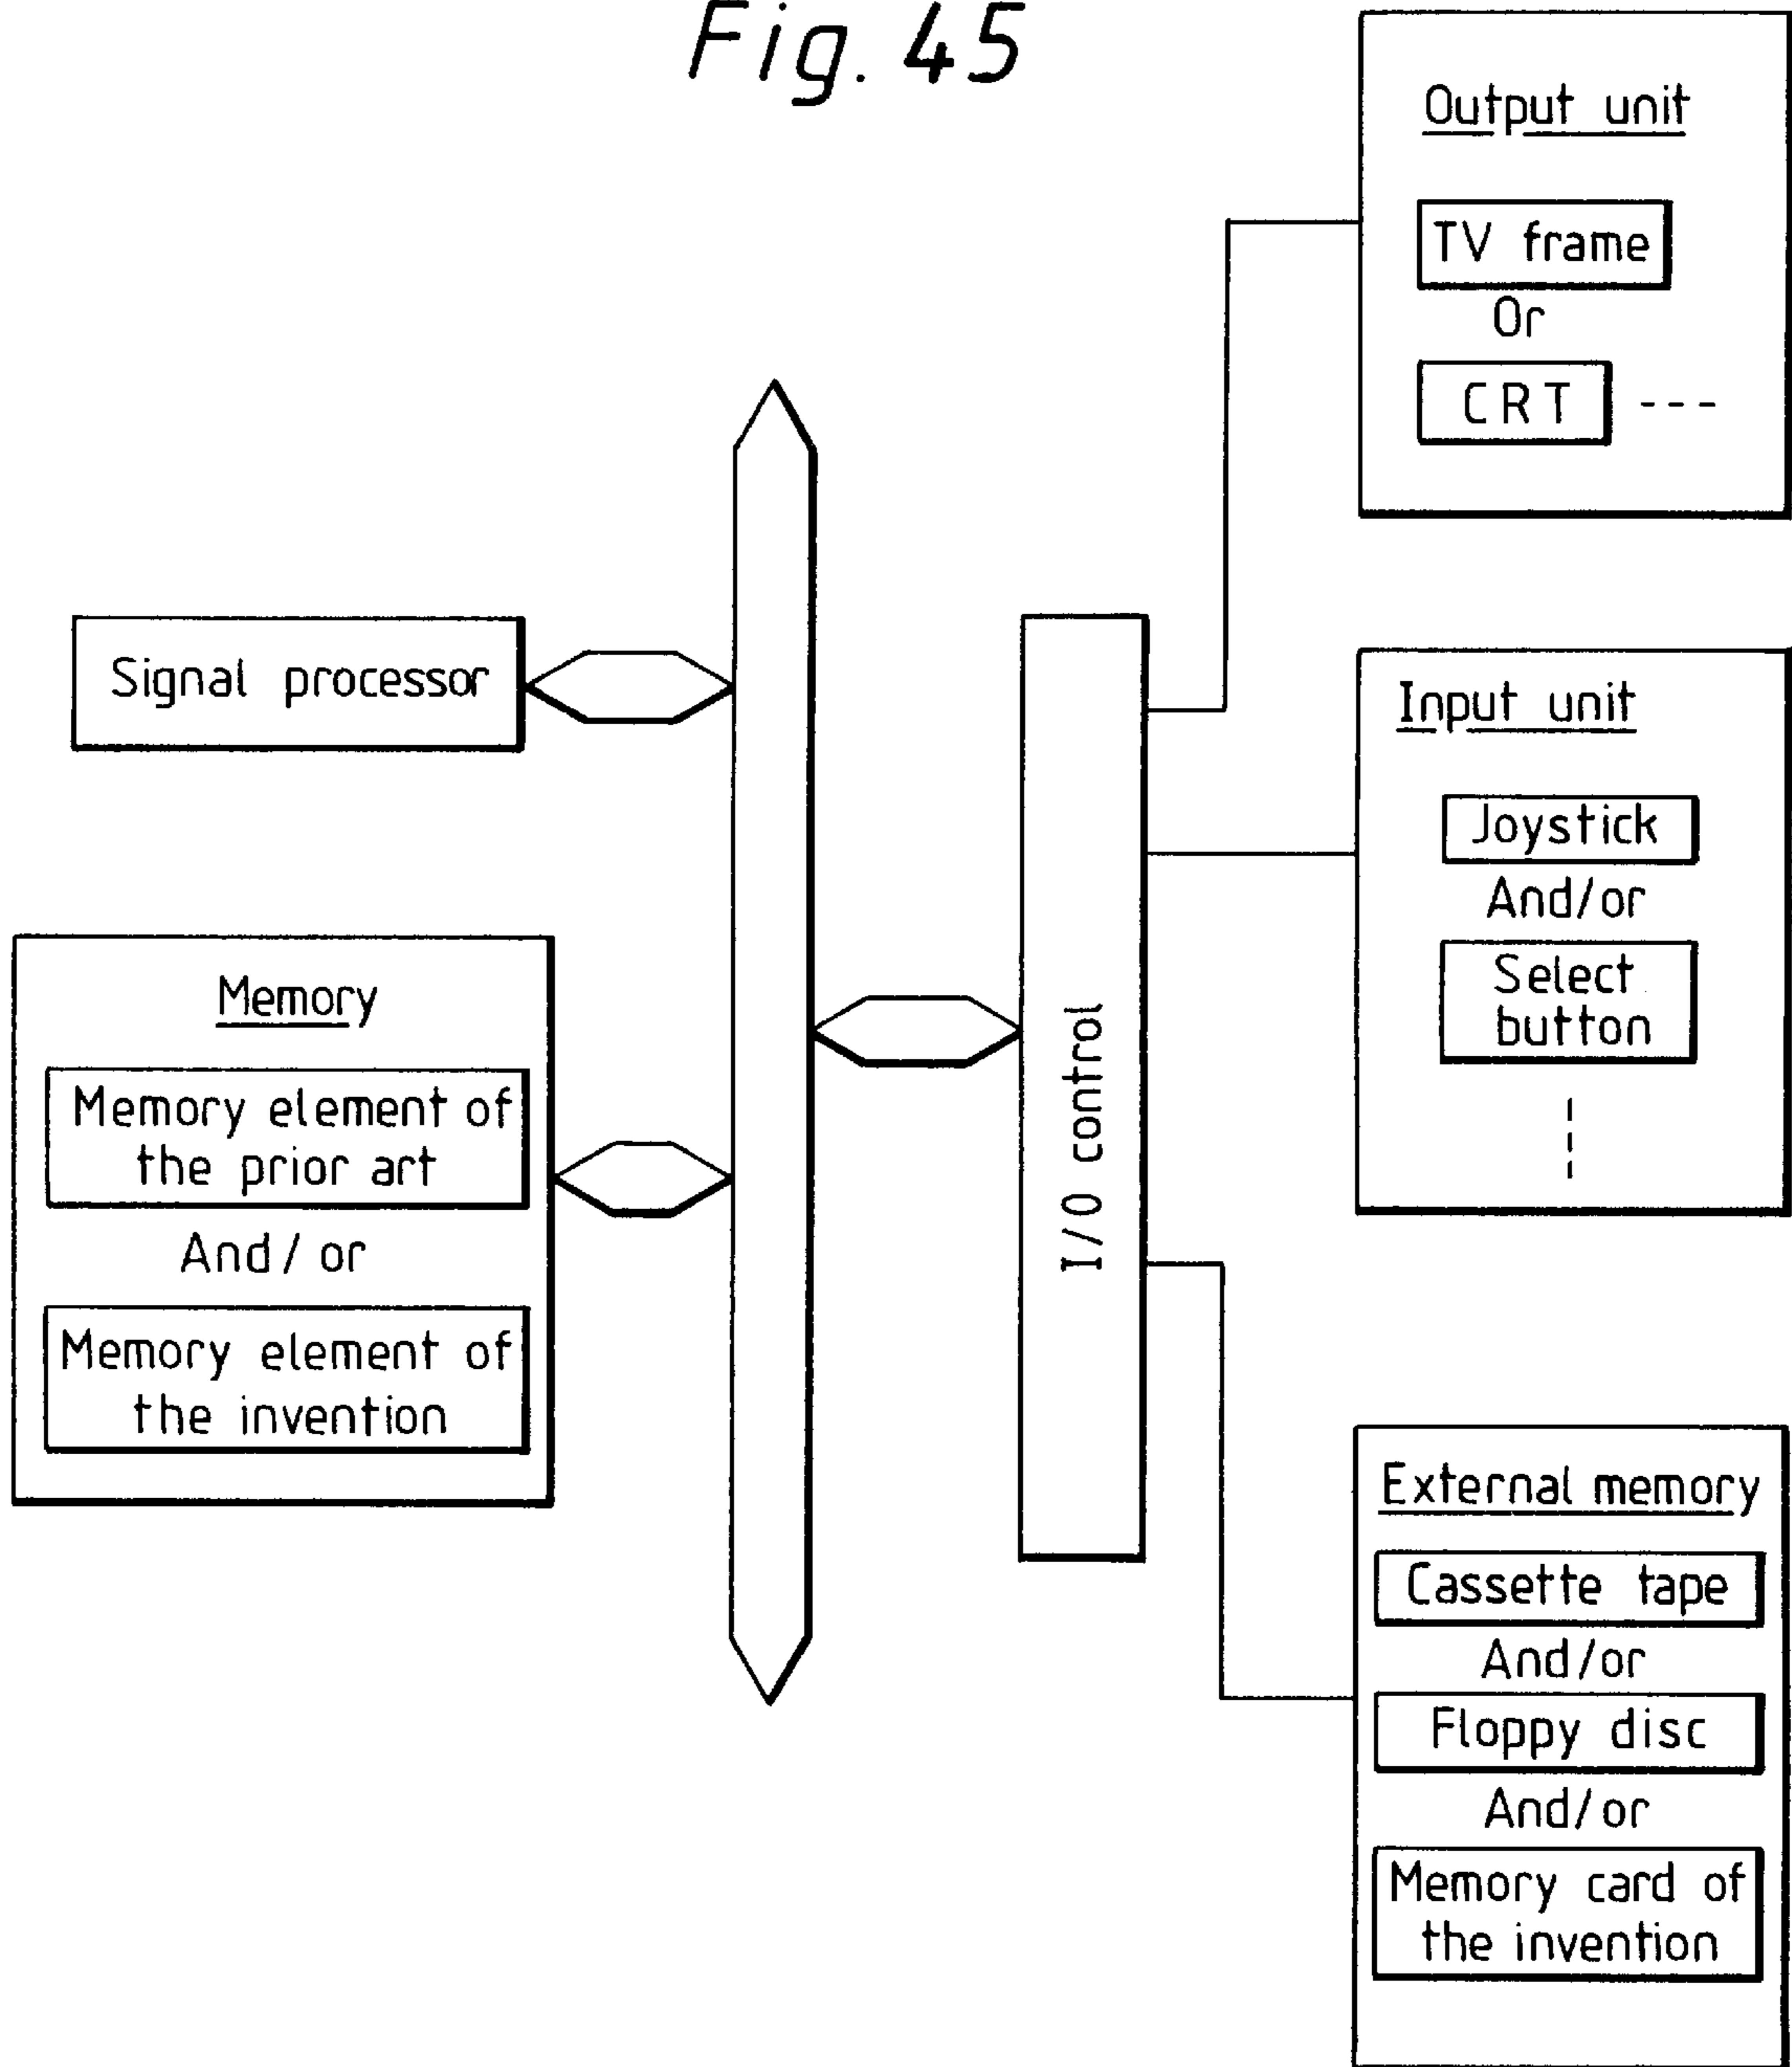 Fig. 45
Output unit
TV frame
Or
CRT ---
Signal processor
Input unit
Joystick
And/or
Select
button
Memory
Memory element of
the prior art
And / or
Memory element of
the invention
I/O control
External memory
Cassette tape
And/or
Floppy disc
And/or
Memory card of
the invention